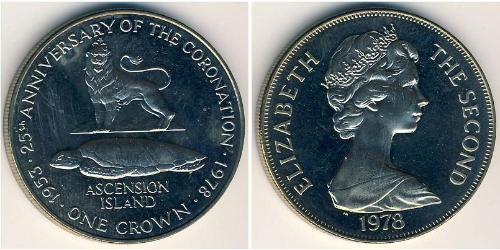 1953 · 25th ANNIVERSARY OF THE CORONATION · 1978 ·
ASCENSION
ISLAND
ONE CROWN
ELIZABETH THE SECOND
1978